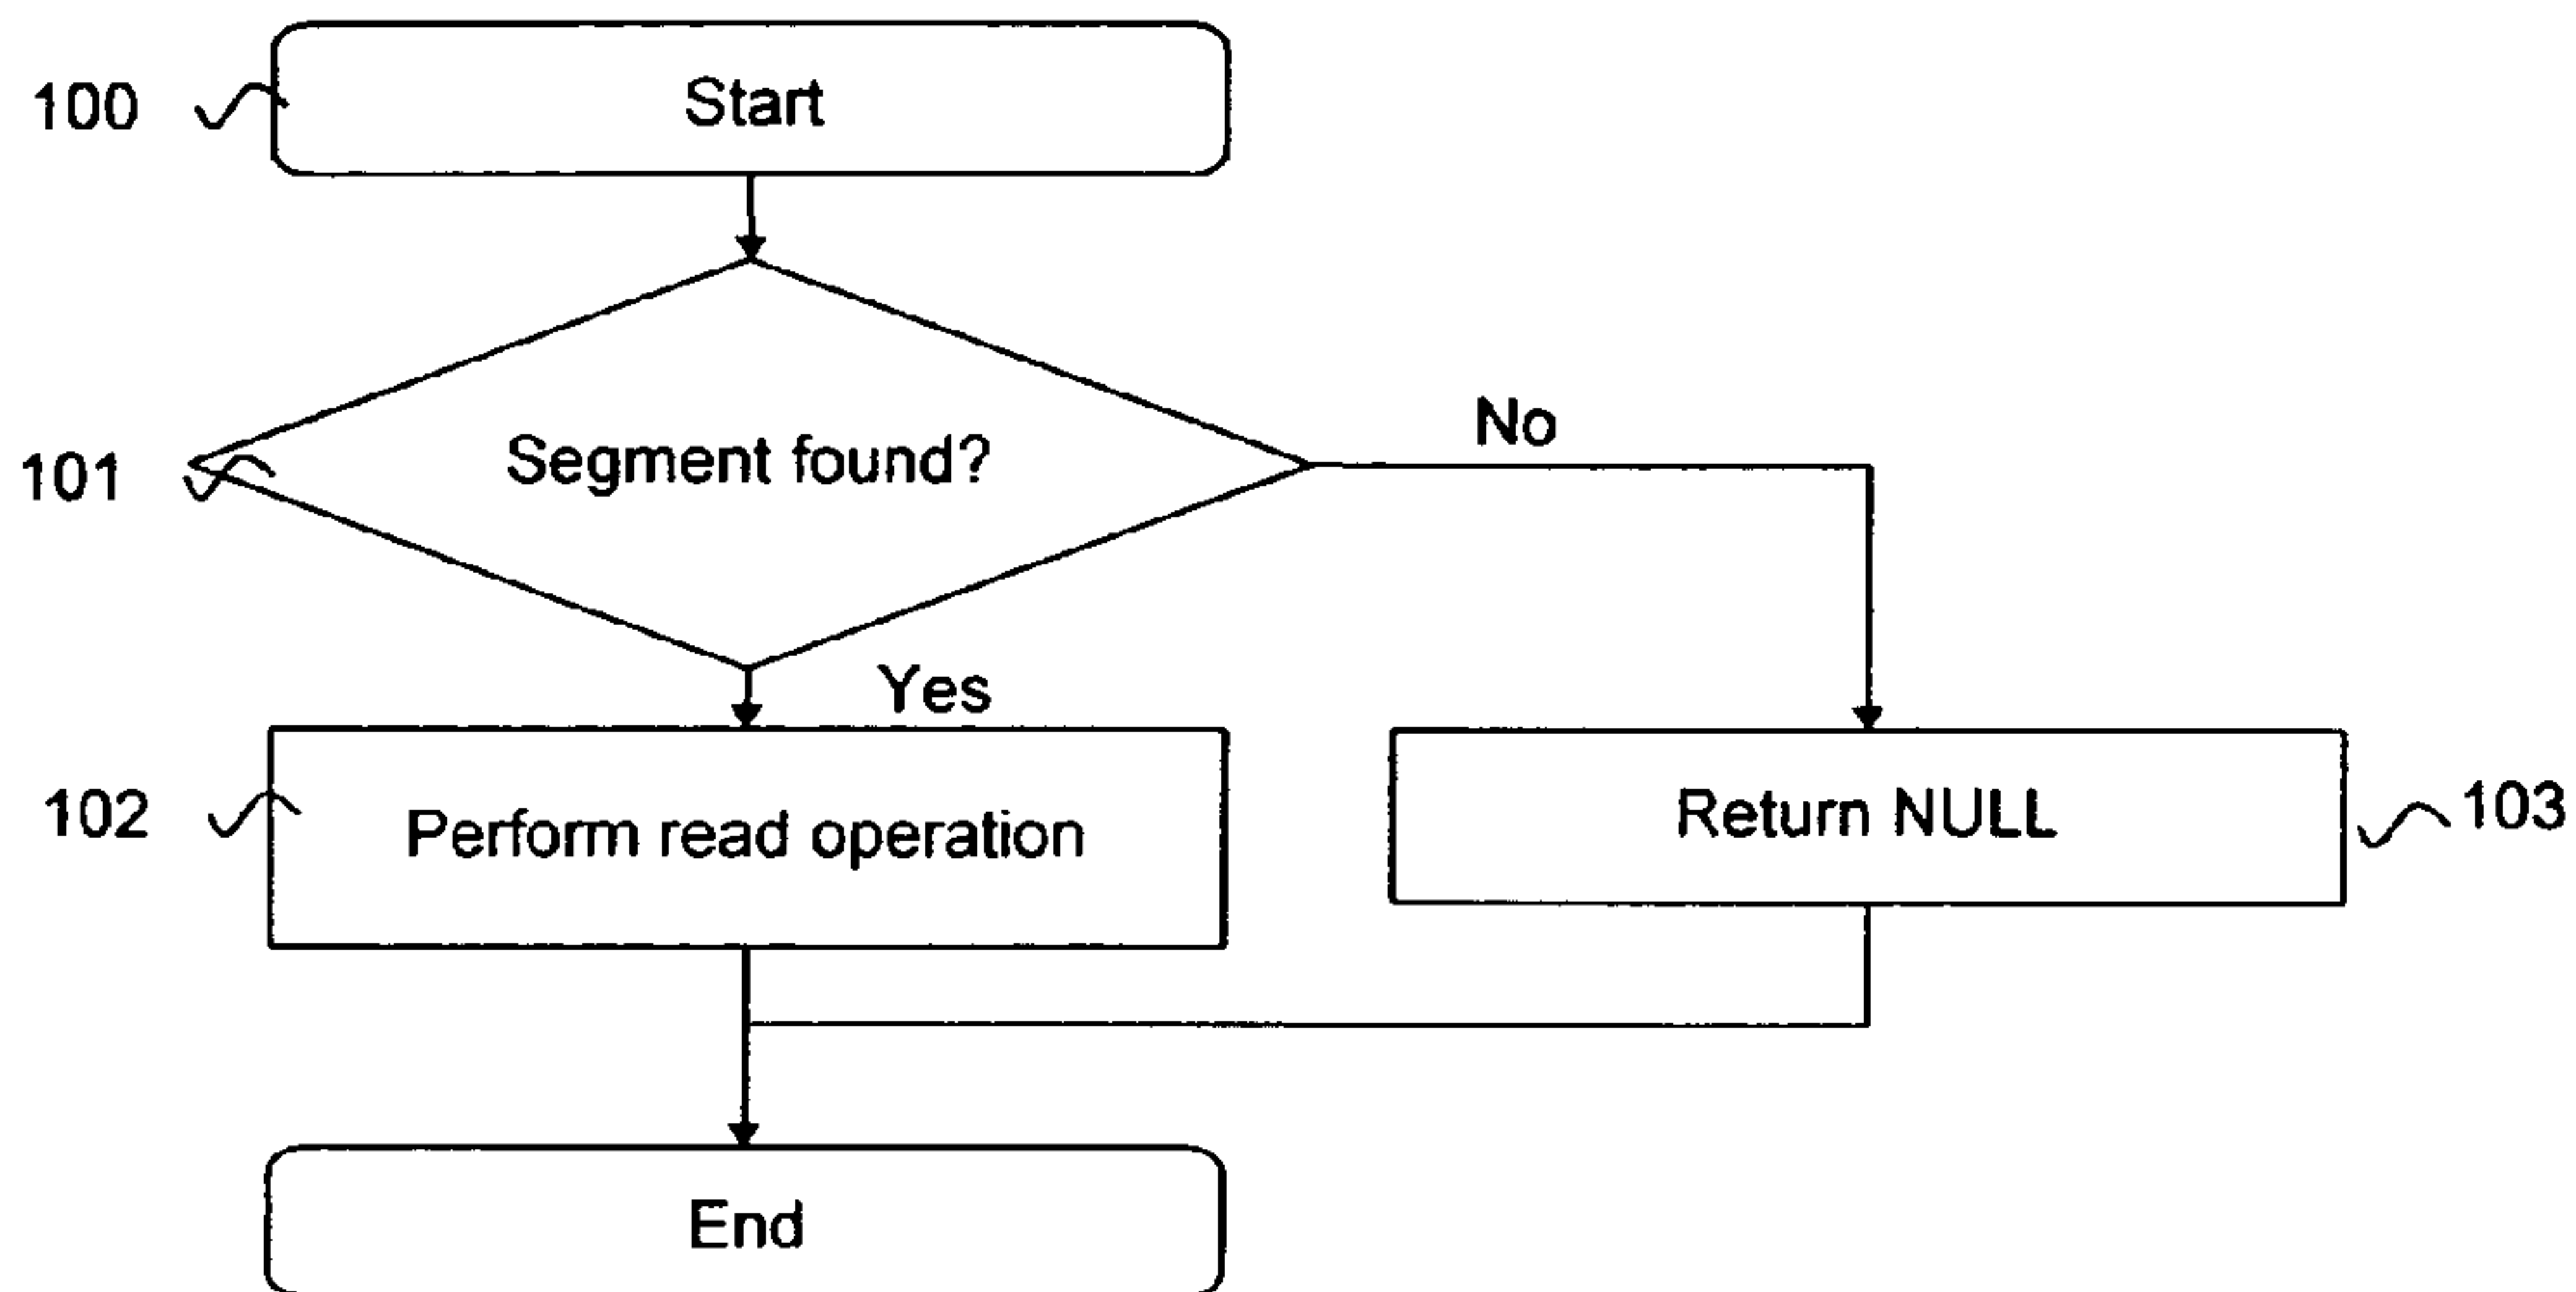 100
Start
101
Segment found?
No
Yes
102
Perform read operation
Return NULL
103
End